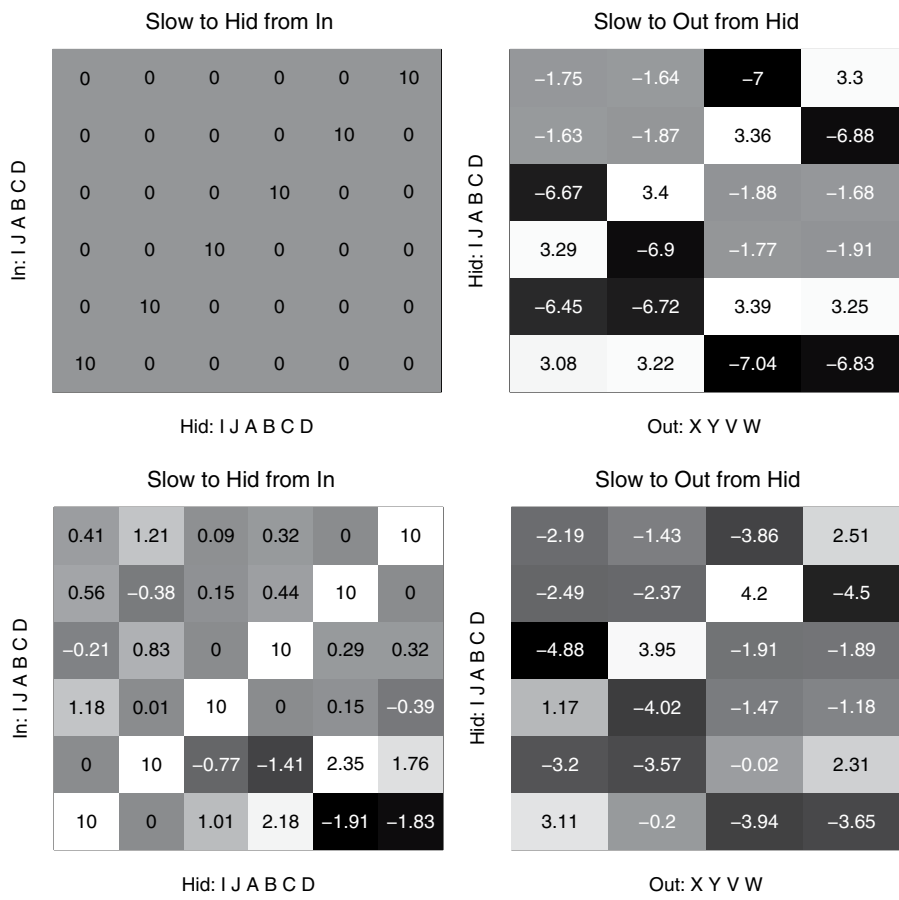 Slow to Hid from In
0 0 0 0 0 10
0 0 0 0 10 0
0 0 0 10 0 0
0 0 10 0 0 0
0 10 0 0 0 0
10 0 0 0 0 0
In: I J A B C D
Hid: I J A B C D
Slow to Out from Hid
−1.75 −1.64 −7 3.3
−1.63 −1.87 3.36 −6.88
−6.67 3.4 −1.88 −1.68
3.29 −6.9 −1.77 −1.91
−6.45 −6.72 3.39 3.25
3.08 3.22 −7.04 −6.83
Hid: I J A B C D
Out: X Y V W
Slow to Hid from In
0.41 1.21 0.09 0.32 0 10
0.56 −0.38 0.15 0.44 10 0
−0.21 0.83 0 10 0.29 0.32
1.18 0.01 10 0 0.15 −0.39
0 10 −0.77 −1.41 2.35 1.76
10 0 1.01 2.18 −1.91 −1.83
In: I J A B C D
Hid: I J A B C D
Slow to Out from Hid
−2.19 −1.43 −3.86 2.51
−2.49 −2.37 4.2 −4.5
−4.88 3.95 −1.91 −1.89
1.17 −4.02 −1.47 −1.18
−3.2 −3.57 −0.02 2.31
3.11 −0.2 −3.94 −3.65
Hid: I J A B C D
Out: X Y V W